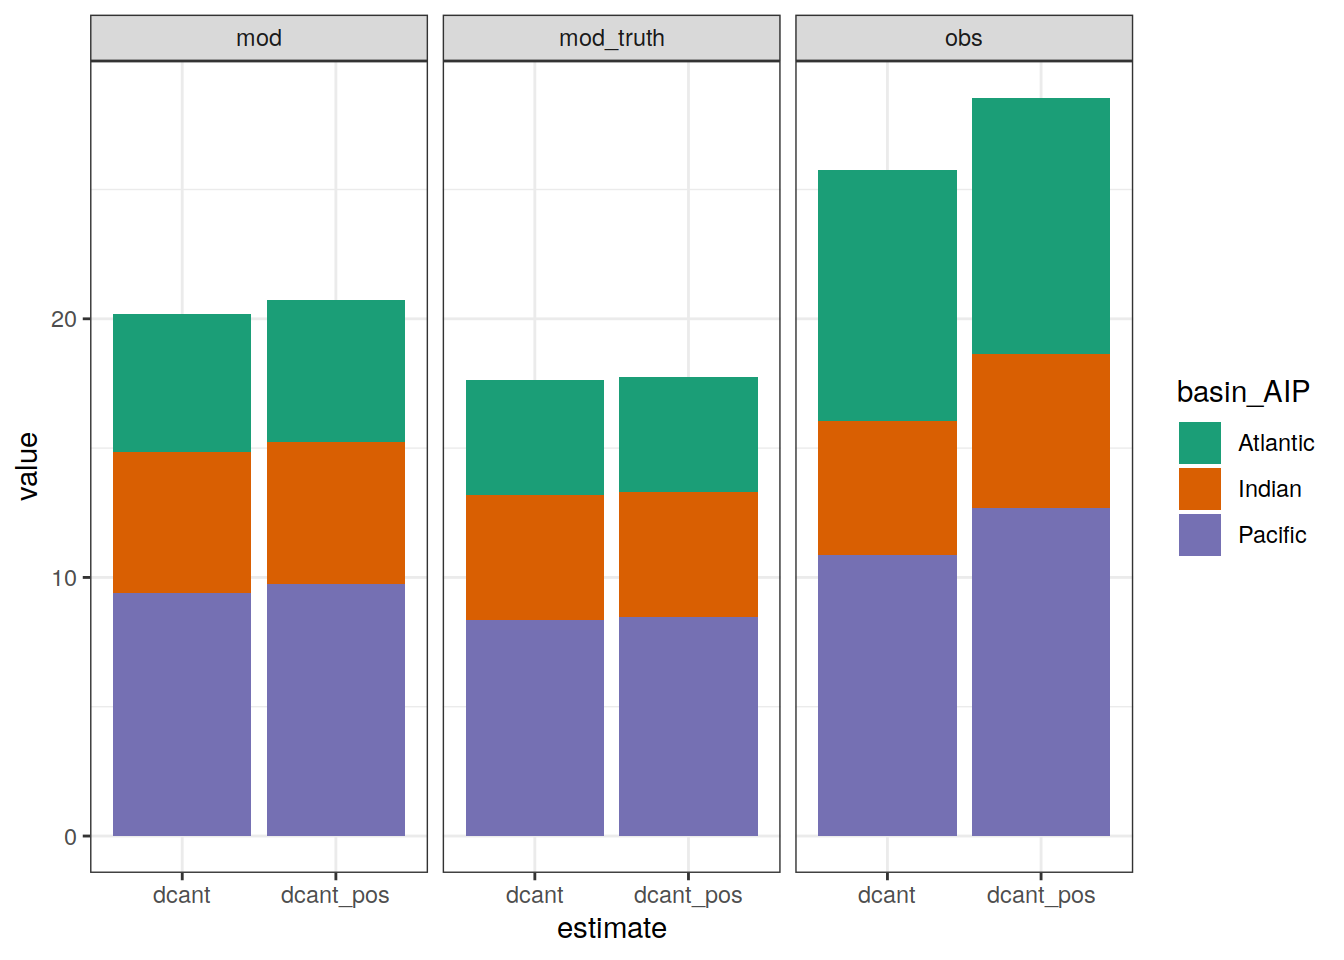 mod
mod_truth
obs
value
20
10
0
dcant
dcant_pos
dcant
dcant_pos
dcant
dcant_pos
estimate
basin_AIP
Atlantic
Indian
Pacific